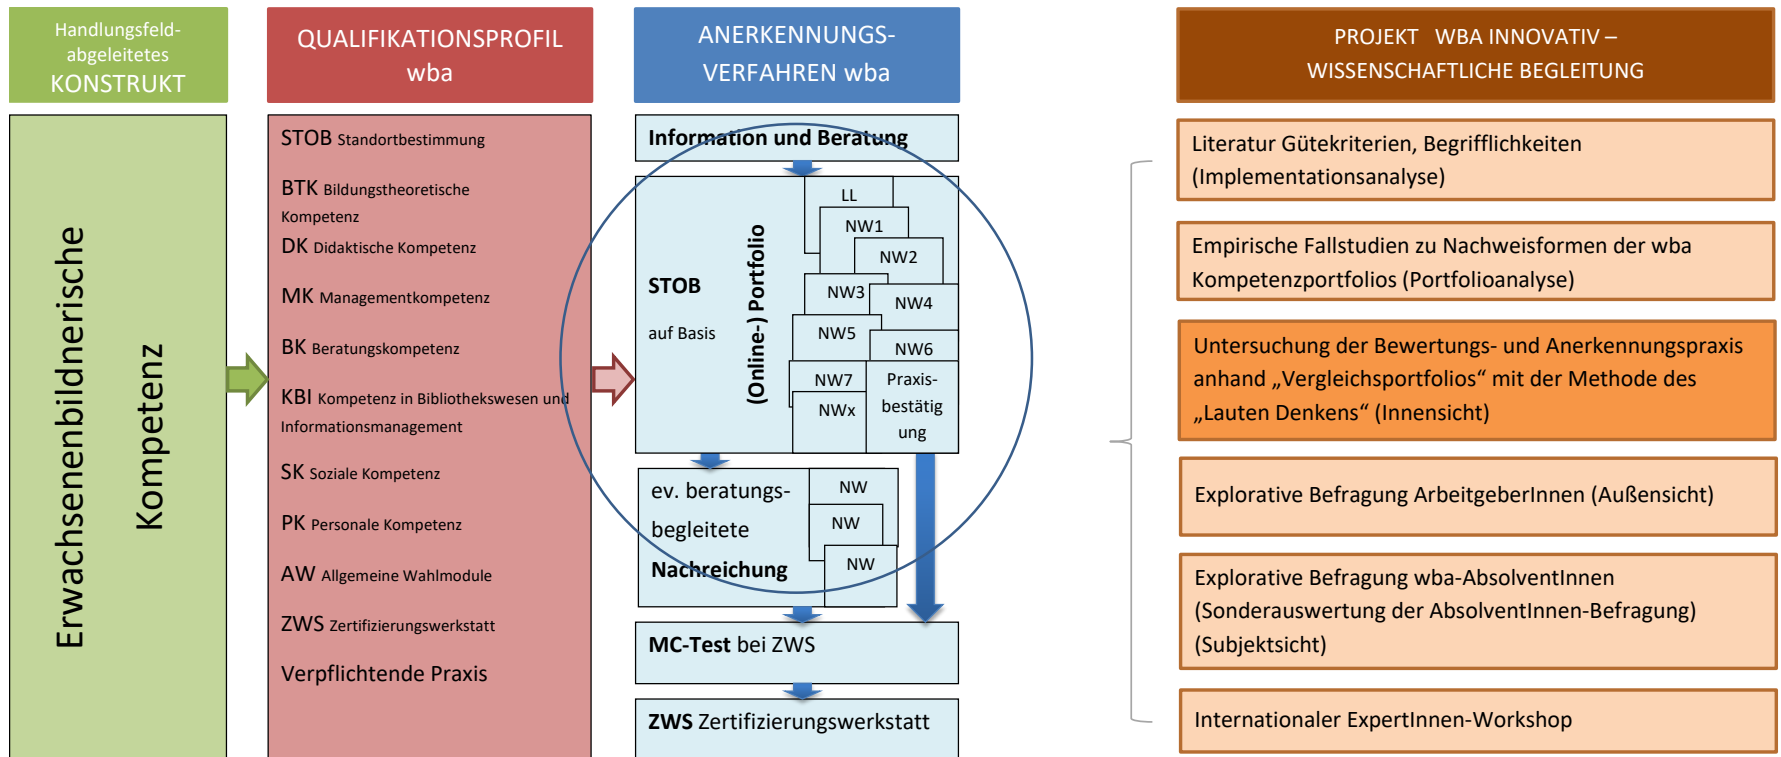 Handlungsfeld-
abgeleitetes
KONSTRUKT
Erwachsenenbildnerische
Kompetenz
QUALIFIKATIONSPROFIL
wba
STOB Standortbestimmung
BTK Bildungstheoretische
Kompetenz
DK Didaktische Kompetenz
MK Managementkompetenz
BK Beratungskompetenz
KBI Kompetenz in Bibliothekswesen und
Informationsmanagement
SK Soziale Kompetenz
PK Personale Kompetenz
AW Allgemeine Wahlmodule
ZWS Zertifizierungswerkstatt
Verpflichtende Praxis
ANERKENNUNGS-
VERFAHREN wba
Information und Beratung
STOB
auf Basis
(Online-) Portfolio
LL
NW1
NW2
NW3
NW4
NW5
NW6
NW7
NWx
Praxis-
bestätig
ung
ev. beratungs-
begleitete
Nachreichung
NW
NW
NW
MC-Test bei ZWS
ZWS Zertifizierungswerkstatt
PROJEKT WBA INNOVATIV –
WISSENSCHAFTLICHE BEGLEITUNG
Literatur Gütekriterien, Begrifflichkeiten
(Implementationsanalyse)
Empirische Fallstudien zu Nachweisformen der wba
Kompetenzportfolios (Portfolioanalyse)
Untersuchung der Bewertungs- und Anerkennungspraxis
anhand „Vergleichsportfolios“ mit der Methode des
„Lauten Denkens“ (Innensicht)
Explorative Befragung ArbeitgeberInnen (Außensicht)
Explorative Befragung wba-AbsolventInnen
(Sonderauswertung der AbsolventInnen-Befragung)
(Subjektsicht)
Internationaler ExpertInnen-Workshop